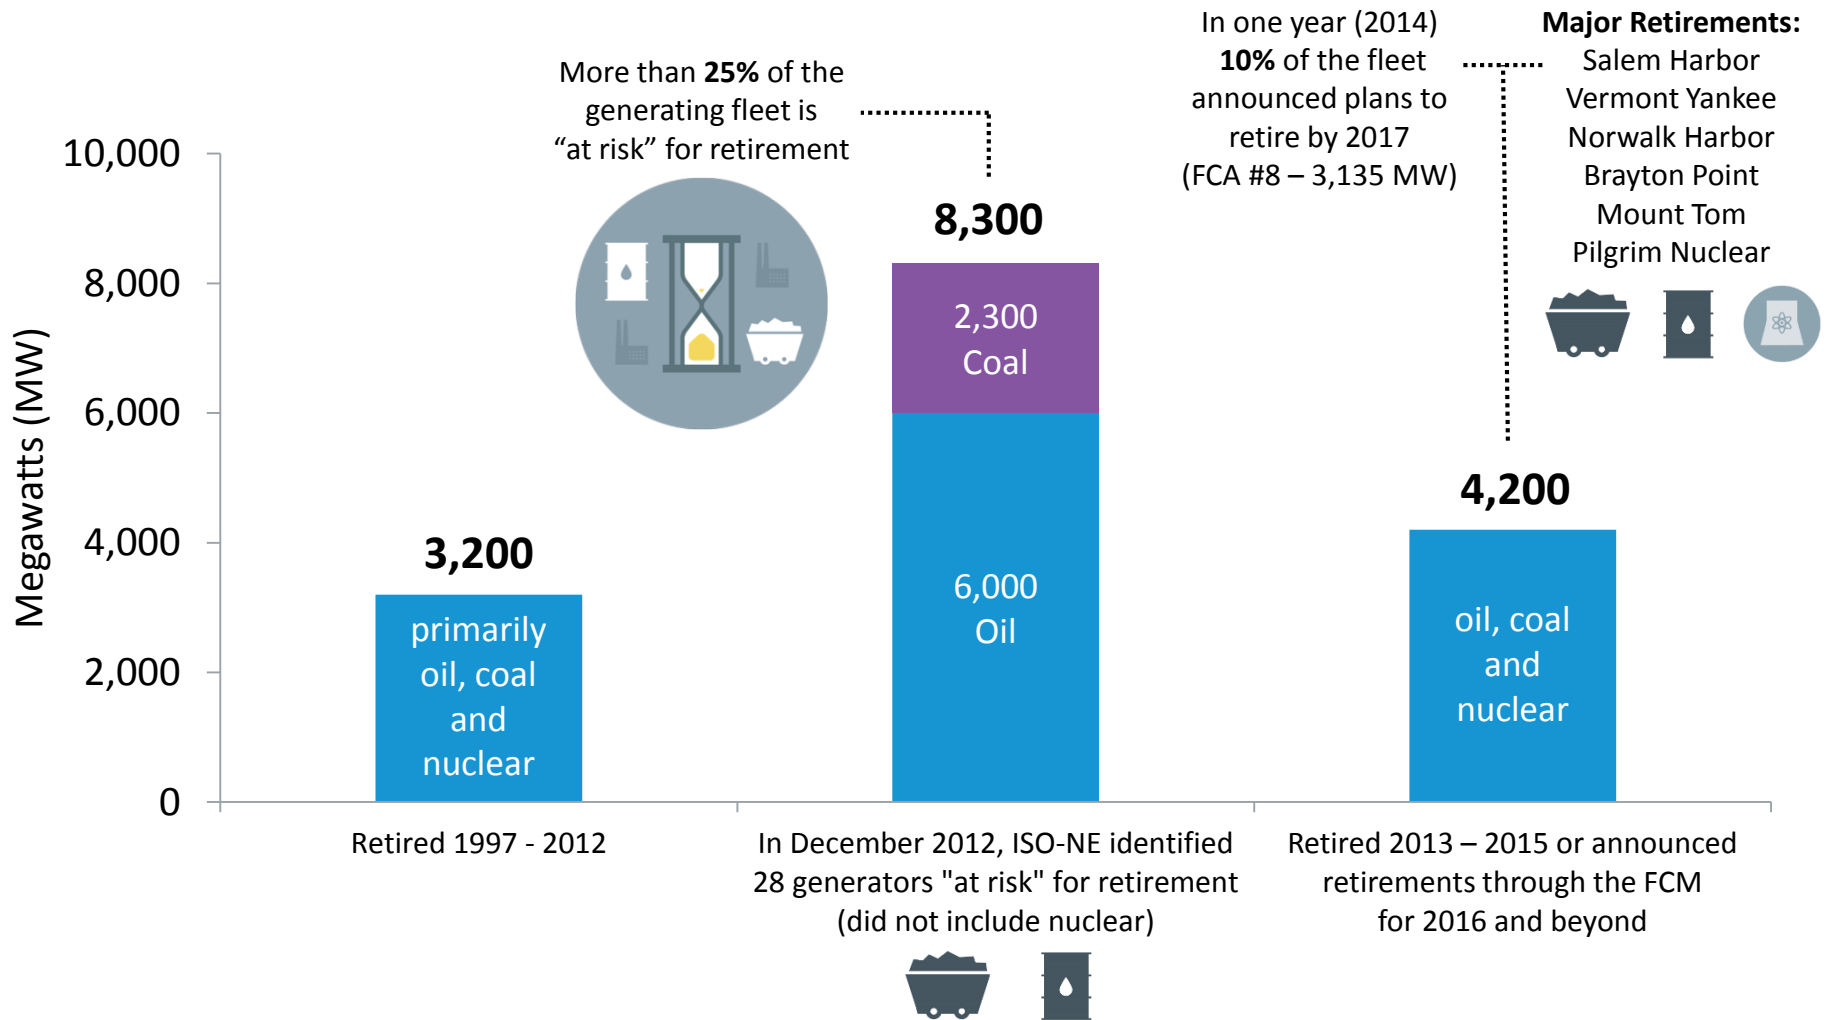 More than 25% of the
generating fleet is
“at risk” for retirement
In one year (2014)
10% of the fleet
announced plans to
retire by 2017
(FCA #8 – 3,135 MW)
Major Retirements:
Salem Harbor
Vermont Yankee
Norwalk Harbor
Brayton Point
Mount Tom
Pilgrim Nuclear
Megawatts (MW)
10,000
8,000
6,000
4,000
2,000
0
3,200
primarily
oil, coal
and
nuclear
8,300
2,300
Coal
6,000
Oil
4,200
oil, coal
and
nuclear
Retired 1997 - 2012
In December 2012, ISO-NE identified
28 generators "at risk" for retirement
(did not include nuclear)
Retired 2013 – 2015 or announced
retirements through the FCM
for 2016 and beyond